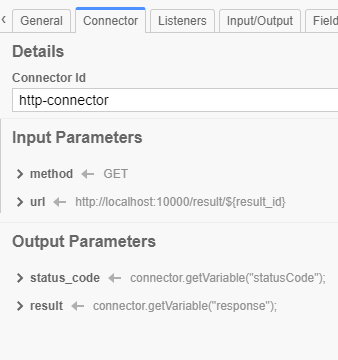 General Connector Listeners Input/Output Field
Details
Connector Id
http-connector
Input Parameters
method ← GET
url ← http://localhost:10000/result/${result_id}
Output Parameters
status_code ← connector.getVariable("statusCode");
result ← connector.getVariable("response");